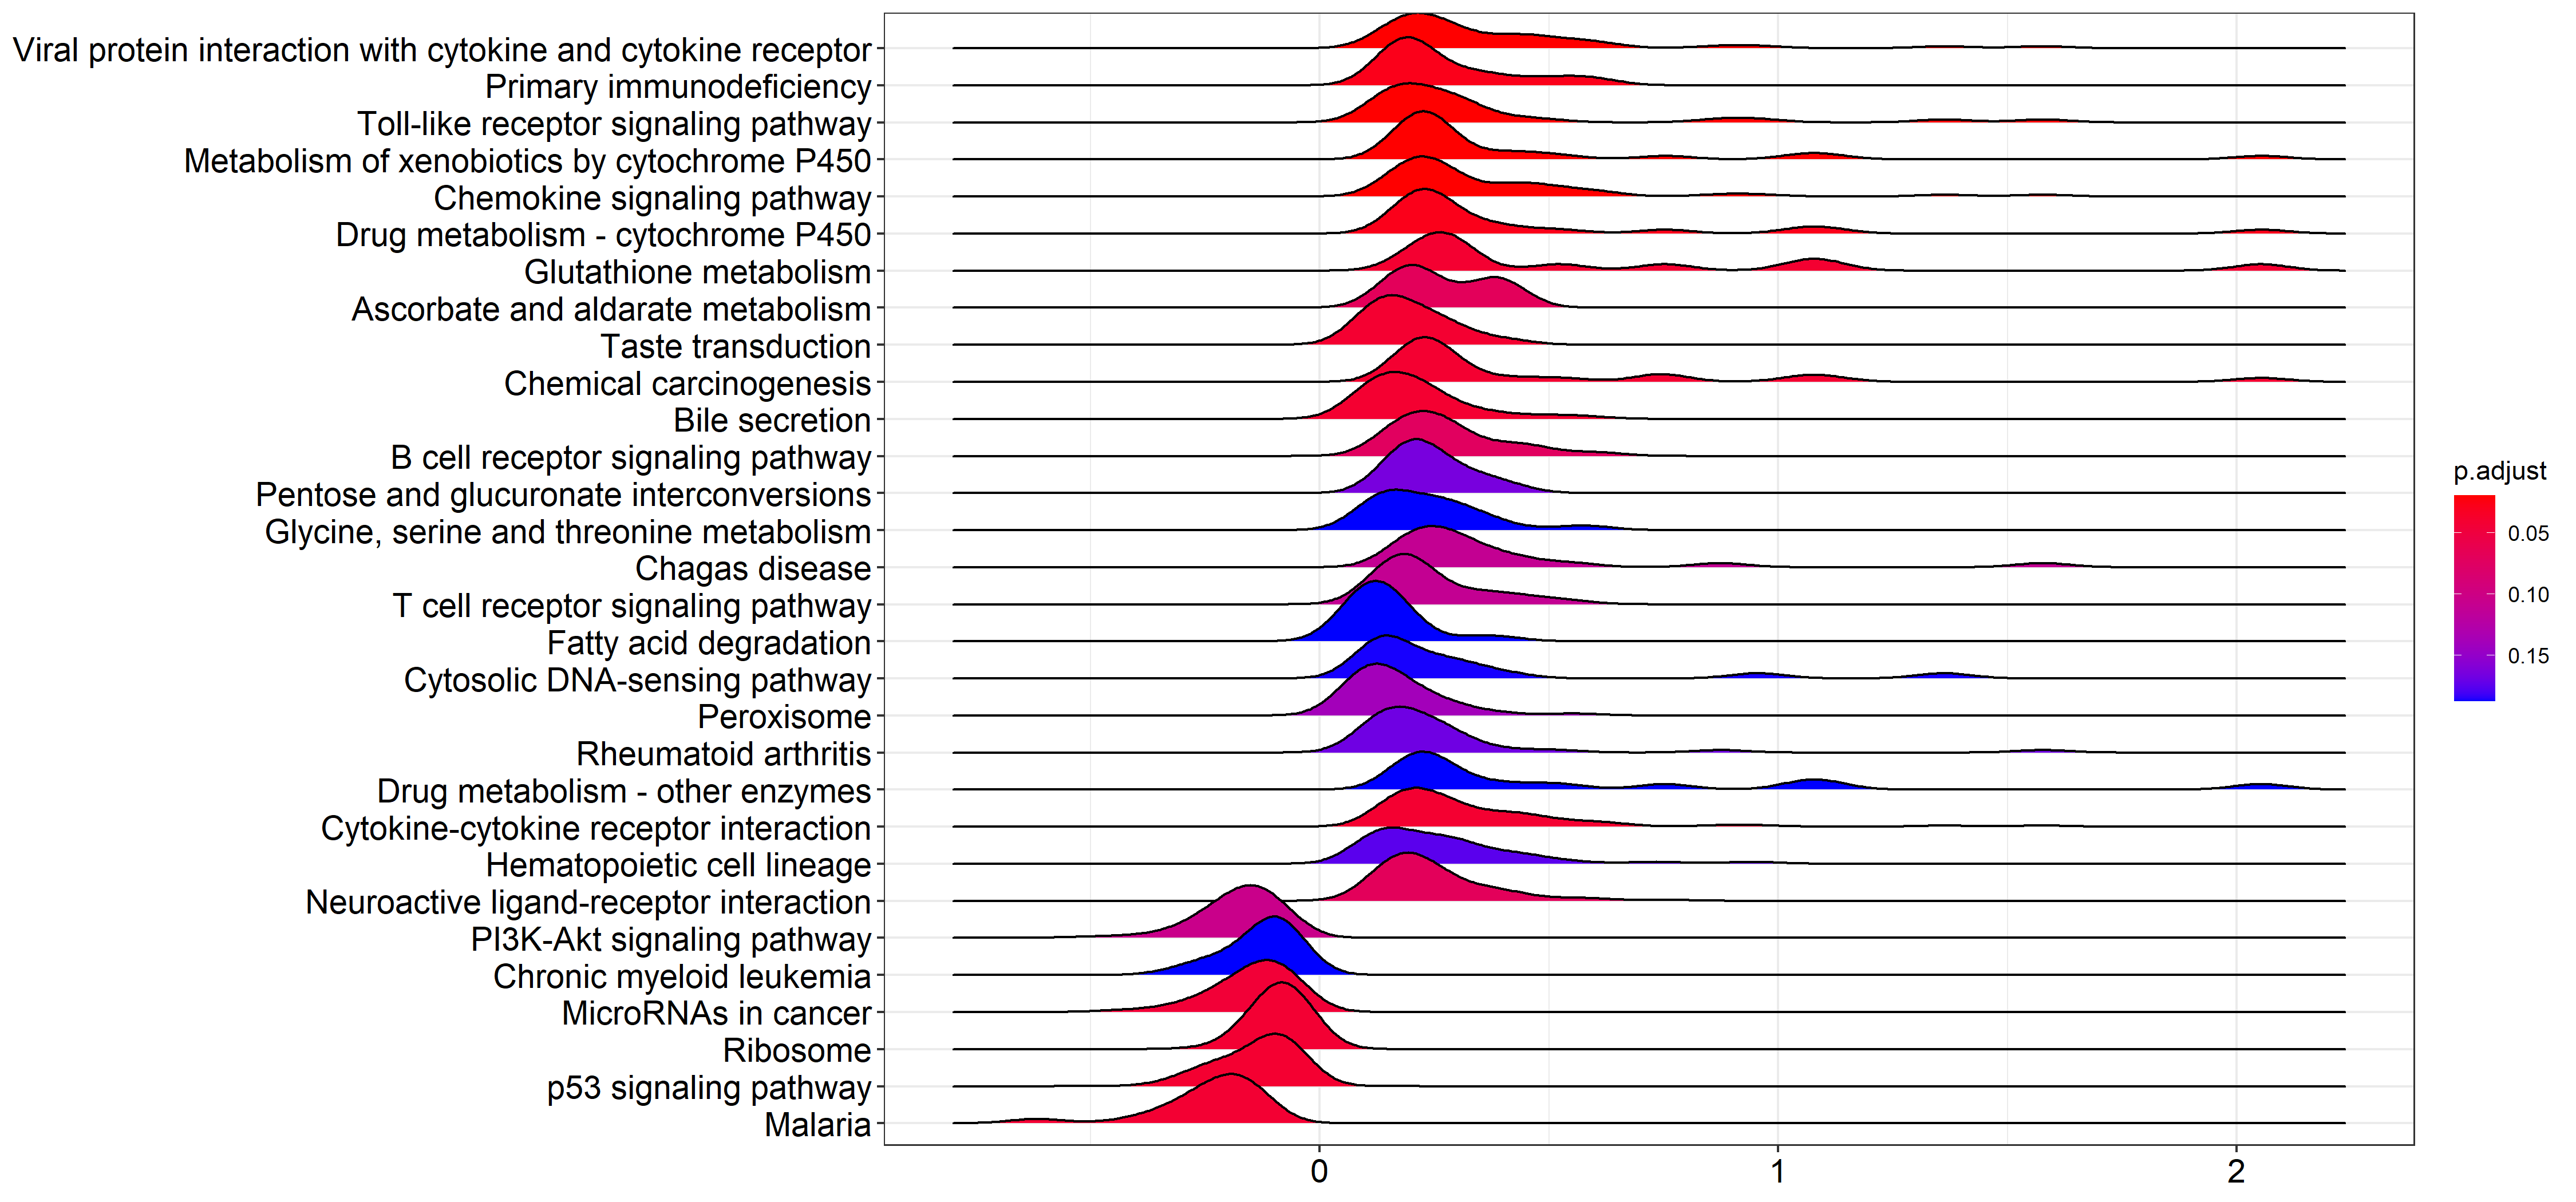 Viral protein interaction with cytokine and cytokine receptor
Primary immunodeficiency
Toll-like receptor signaling pathway
Metabolism of xenobiotics by cytochrome P450
Chemokine signaling pathway
Drug metabolism - cytochrome P450
Glutathione metabolism
Ascorbate and aldarate metabolism
Taste transduction
Chemical carcinogenesis
Bile secretion
B cell receptor signaling pathway
Pentose and glucuronate interconversions
Glycine, serine and threonine metabolism
Chagas disease
T cell receptor signaling pathway
Fatty acid degradation
Cytosolic DNA-sensing pathway
Peroxisome
Rheumatoid arthritis
Drug metabolism - other enzymes
Cytokine-cytokine receptor interaction
Hematopoietic cell lineage
Neuroactive ligand-receptor interaction
PI3K-Akt signaling pathway
Chronic myeloid leukemia
MicroRNAs in cancer
Ribosome
p53 signaling pathway
Malaria
0 1 2
p.adjust
0.05
0.10
0.15